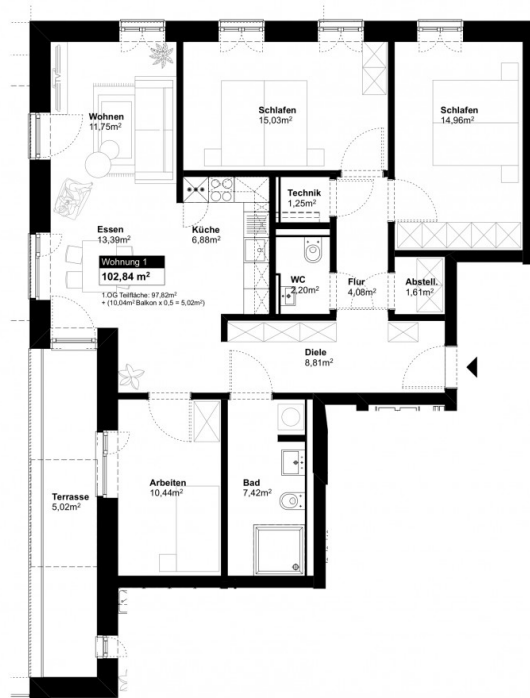 Wohnen
11,75m²
Schlafen
15,03m²
Schlafen
14,96m²
Technik
1,25m²
Essen
13,39m²
Küche
6,88m²
Wohnung 1
102,84 m²
1.OG Teilfläche: 97,82m²
+ (10,04m² Balkon x 0,5 = 5,02m²)
WC
2,20m²
Flur
4,08m²
Abstell.
1,61m²
Diele
8,81m²
Terrasse
5,02m²
Arbeiten
10,44m²
Bad
7,42m²